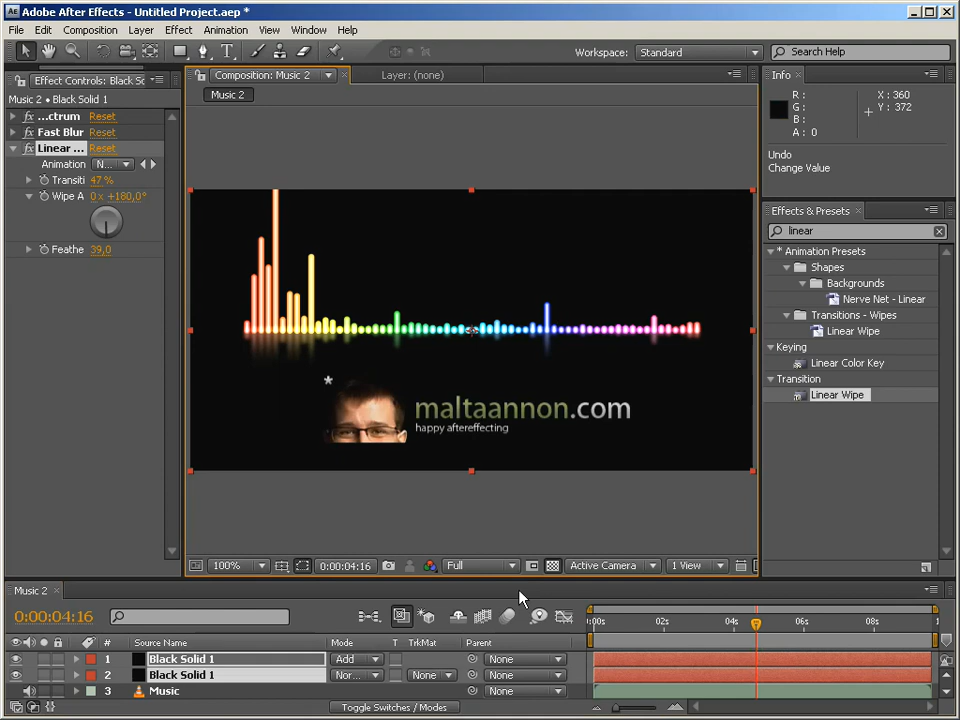 Adobe After Effects - Untitled Project.aep *
File Edit Composition Layer Effect Animation View Window Help
Workspace: Standard Search Help
Effect Controls: Black Sc
Composition: Music 2
Layer: (none)
Info
Music 2 • Black Solid 1
Music 2
R :
G :
B :
A : 0
X : 360
Y : 372
...ctrum Reset
Fast Blur Reset
Linear ... Reset
Animation N...
Transiti 47 %
Wipe A 0 x +180,0°
Feathe 39,0
Undo
Change Value
Effects & Presets
linear
* Animation Presets
Shapes
Backgrounds
Nerve Net - Linear
Transitions - Wipes
Linear Wipe
Keying
Linear Color Key
Transition
Linear Wipe
*
maltaannon.com
happy aftereffecting
100% 0:00:04:16 Full Active Camera 1 View
Music 2
0:00:04:16
:00s 02s 04s 06s 08s 1
# Source Name Mode T TrkMat Parent
1 Black Solid 1 Add None
2 Black Solid 1 Nor... None None
3 Music None
Toggle Switches / Modes